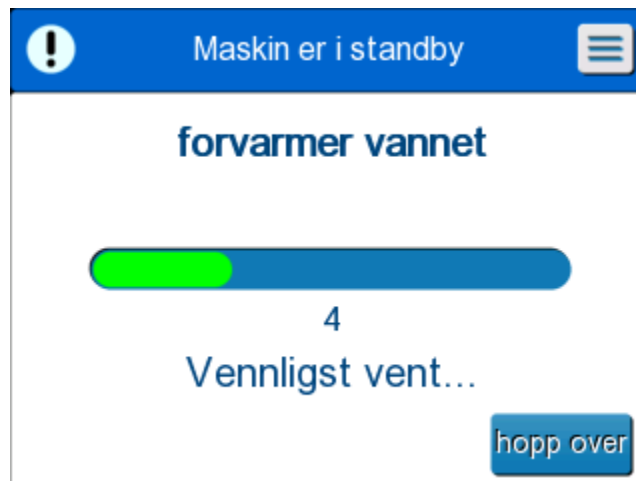 Maskin er i standby
forvarmer vannet
4
Vennligst vent...
hopp over